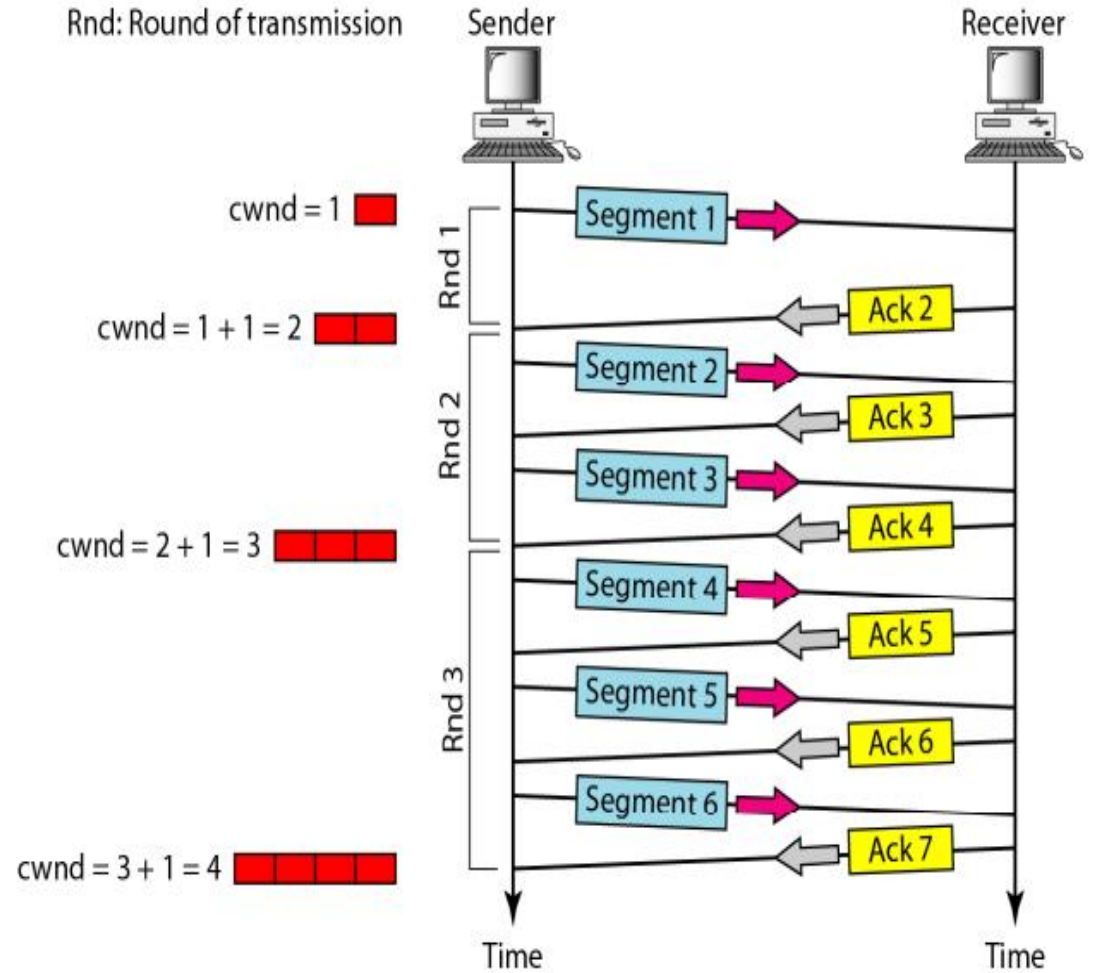 Rnd: Round of transmission
Sender
Receiver
cwnd = 1
Rnd 1
Segment 1
Ack 2
cwnd = 1 + 1 = 2
Rnd 2
Segment 2
Ack 3
Segment 3
Ack 4
cwnd = 2 + 1 = 3
Rnd 3
Segment 4
Ack 5
Segment 5
Ack 6
Segment 6
Ack 7
cwnd = 3 + 1 = 4
Time
Time